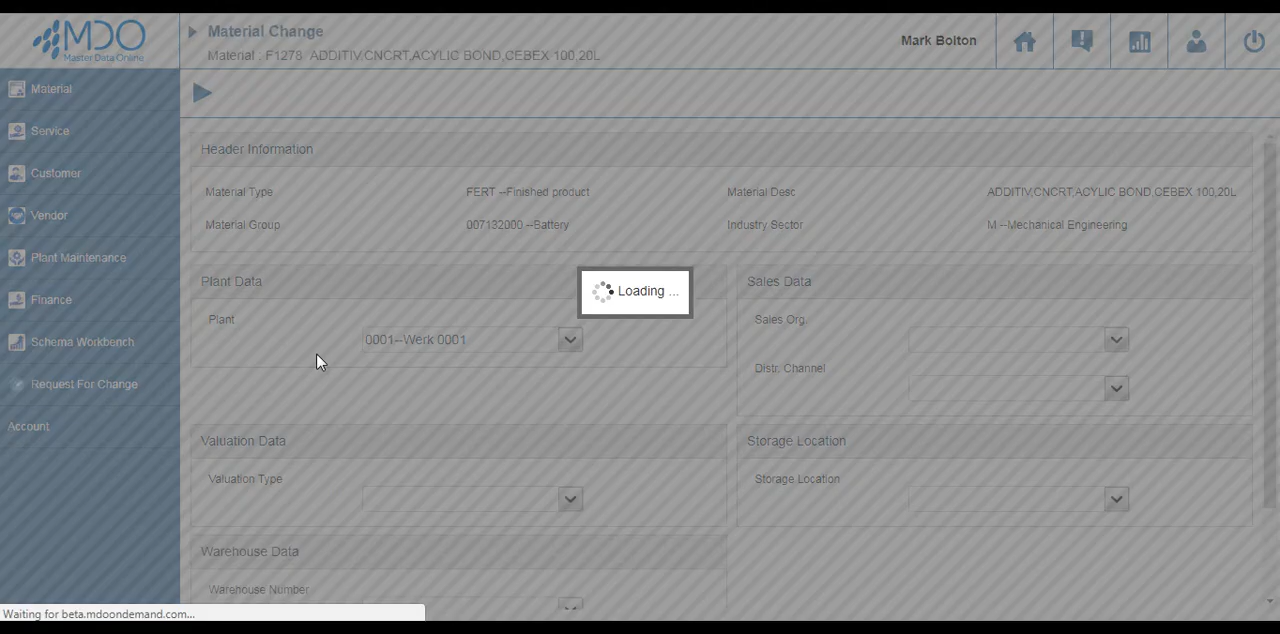 MDO
Master Data Online
Material Change
Material : F1278 ADDITIV,CNCRT,ACYLIC BOND,CEBEX 100,20L
Mark Bolton
Material
Service
Customer
Vendor
Plant Maintenance
Finance
Schema Workbench
Request For Change
Account
Header Information
Material Type FERT --Finished product Material Desc ADDITIV,CNCRT,ACYLIC BOND,CEBEX 100,20L
Material Group 007132000 --Battery Industry Sector M --Mechanical Engineering
Plant Data
Plant
0001--Werk 0001
Loading ...
Sales Data
Sales Org.
Distr. Channel
Valuation Data
Valuation Type
Storage Location
Storage Location
Warehouse Data
Warehouse Number
Waiting for beta.mdoondemand.com...